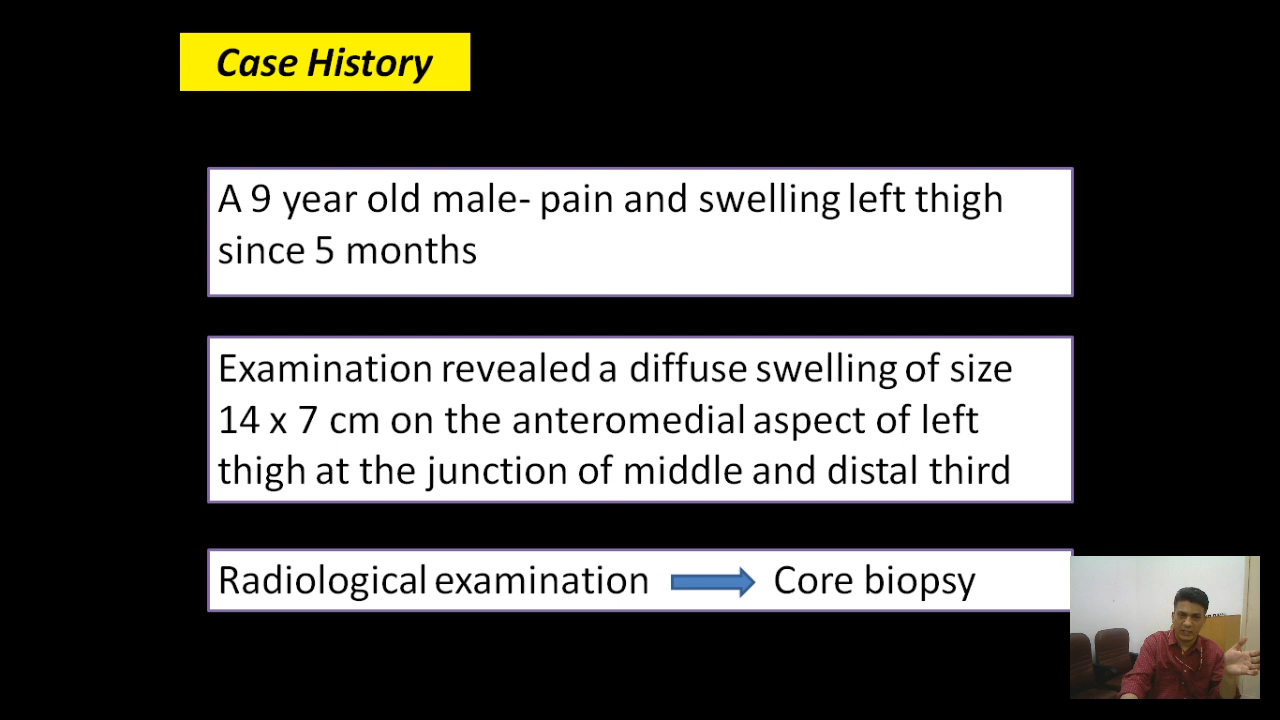 Case History
A 9 year old male- pain and swelling left thigh
since 5 months
Examination revealed a diffuse swelling of size
14 x 7 cm on the anteromedial aspect of left
thigh at the junction of middle and distal third
Radiological examination Core biopsy